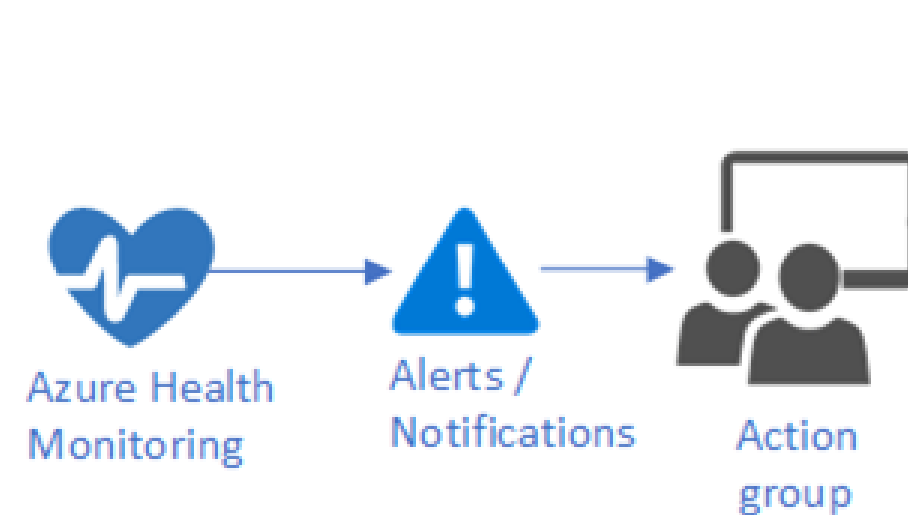 Azure Health
Monitoring
Alerts /
Notifications
Action
group